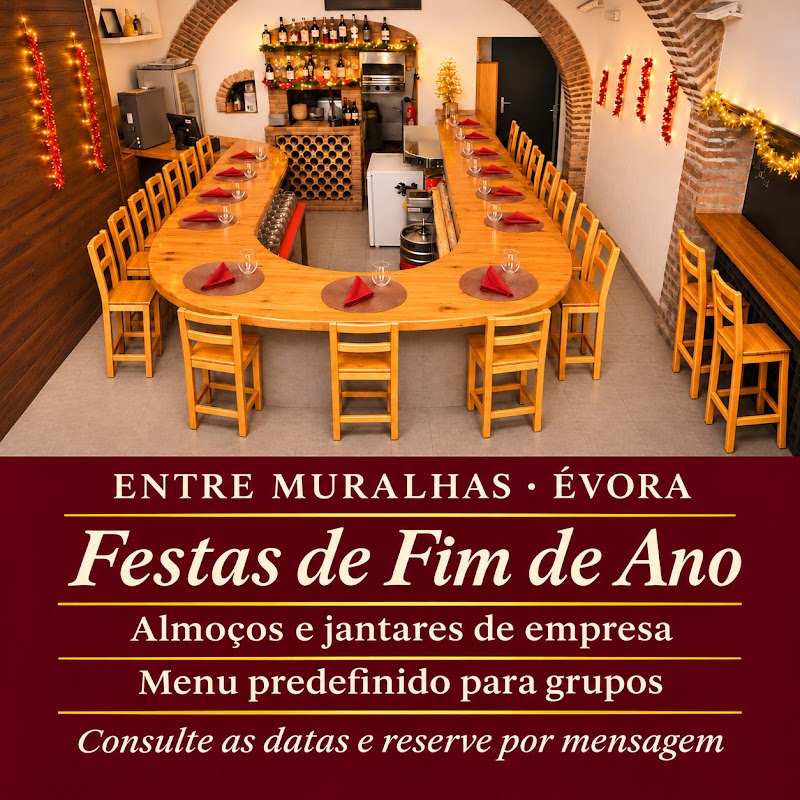 ENTRE MURALHAS · ÉVORA
Festas de Fim de Ano
Almoços e jantares de empresa
Menu predefinido para grupos
Consulte as datas e reserve por mensagem